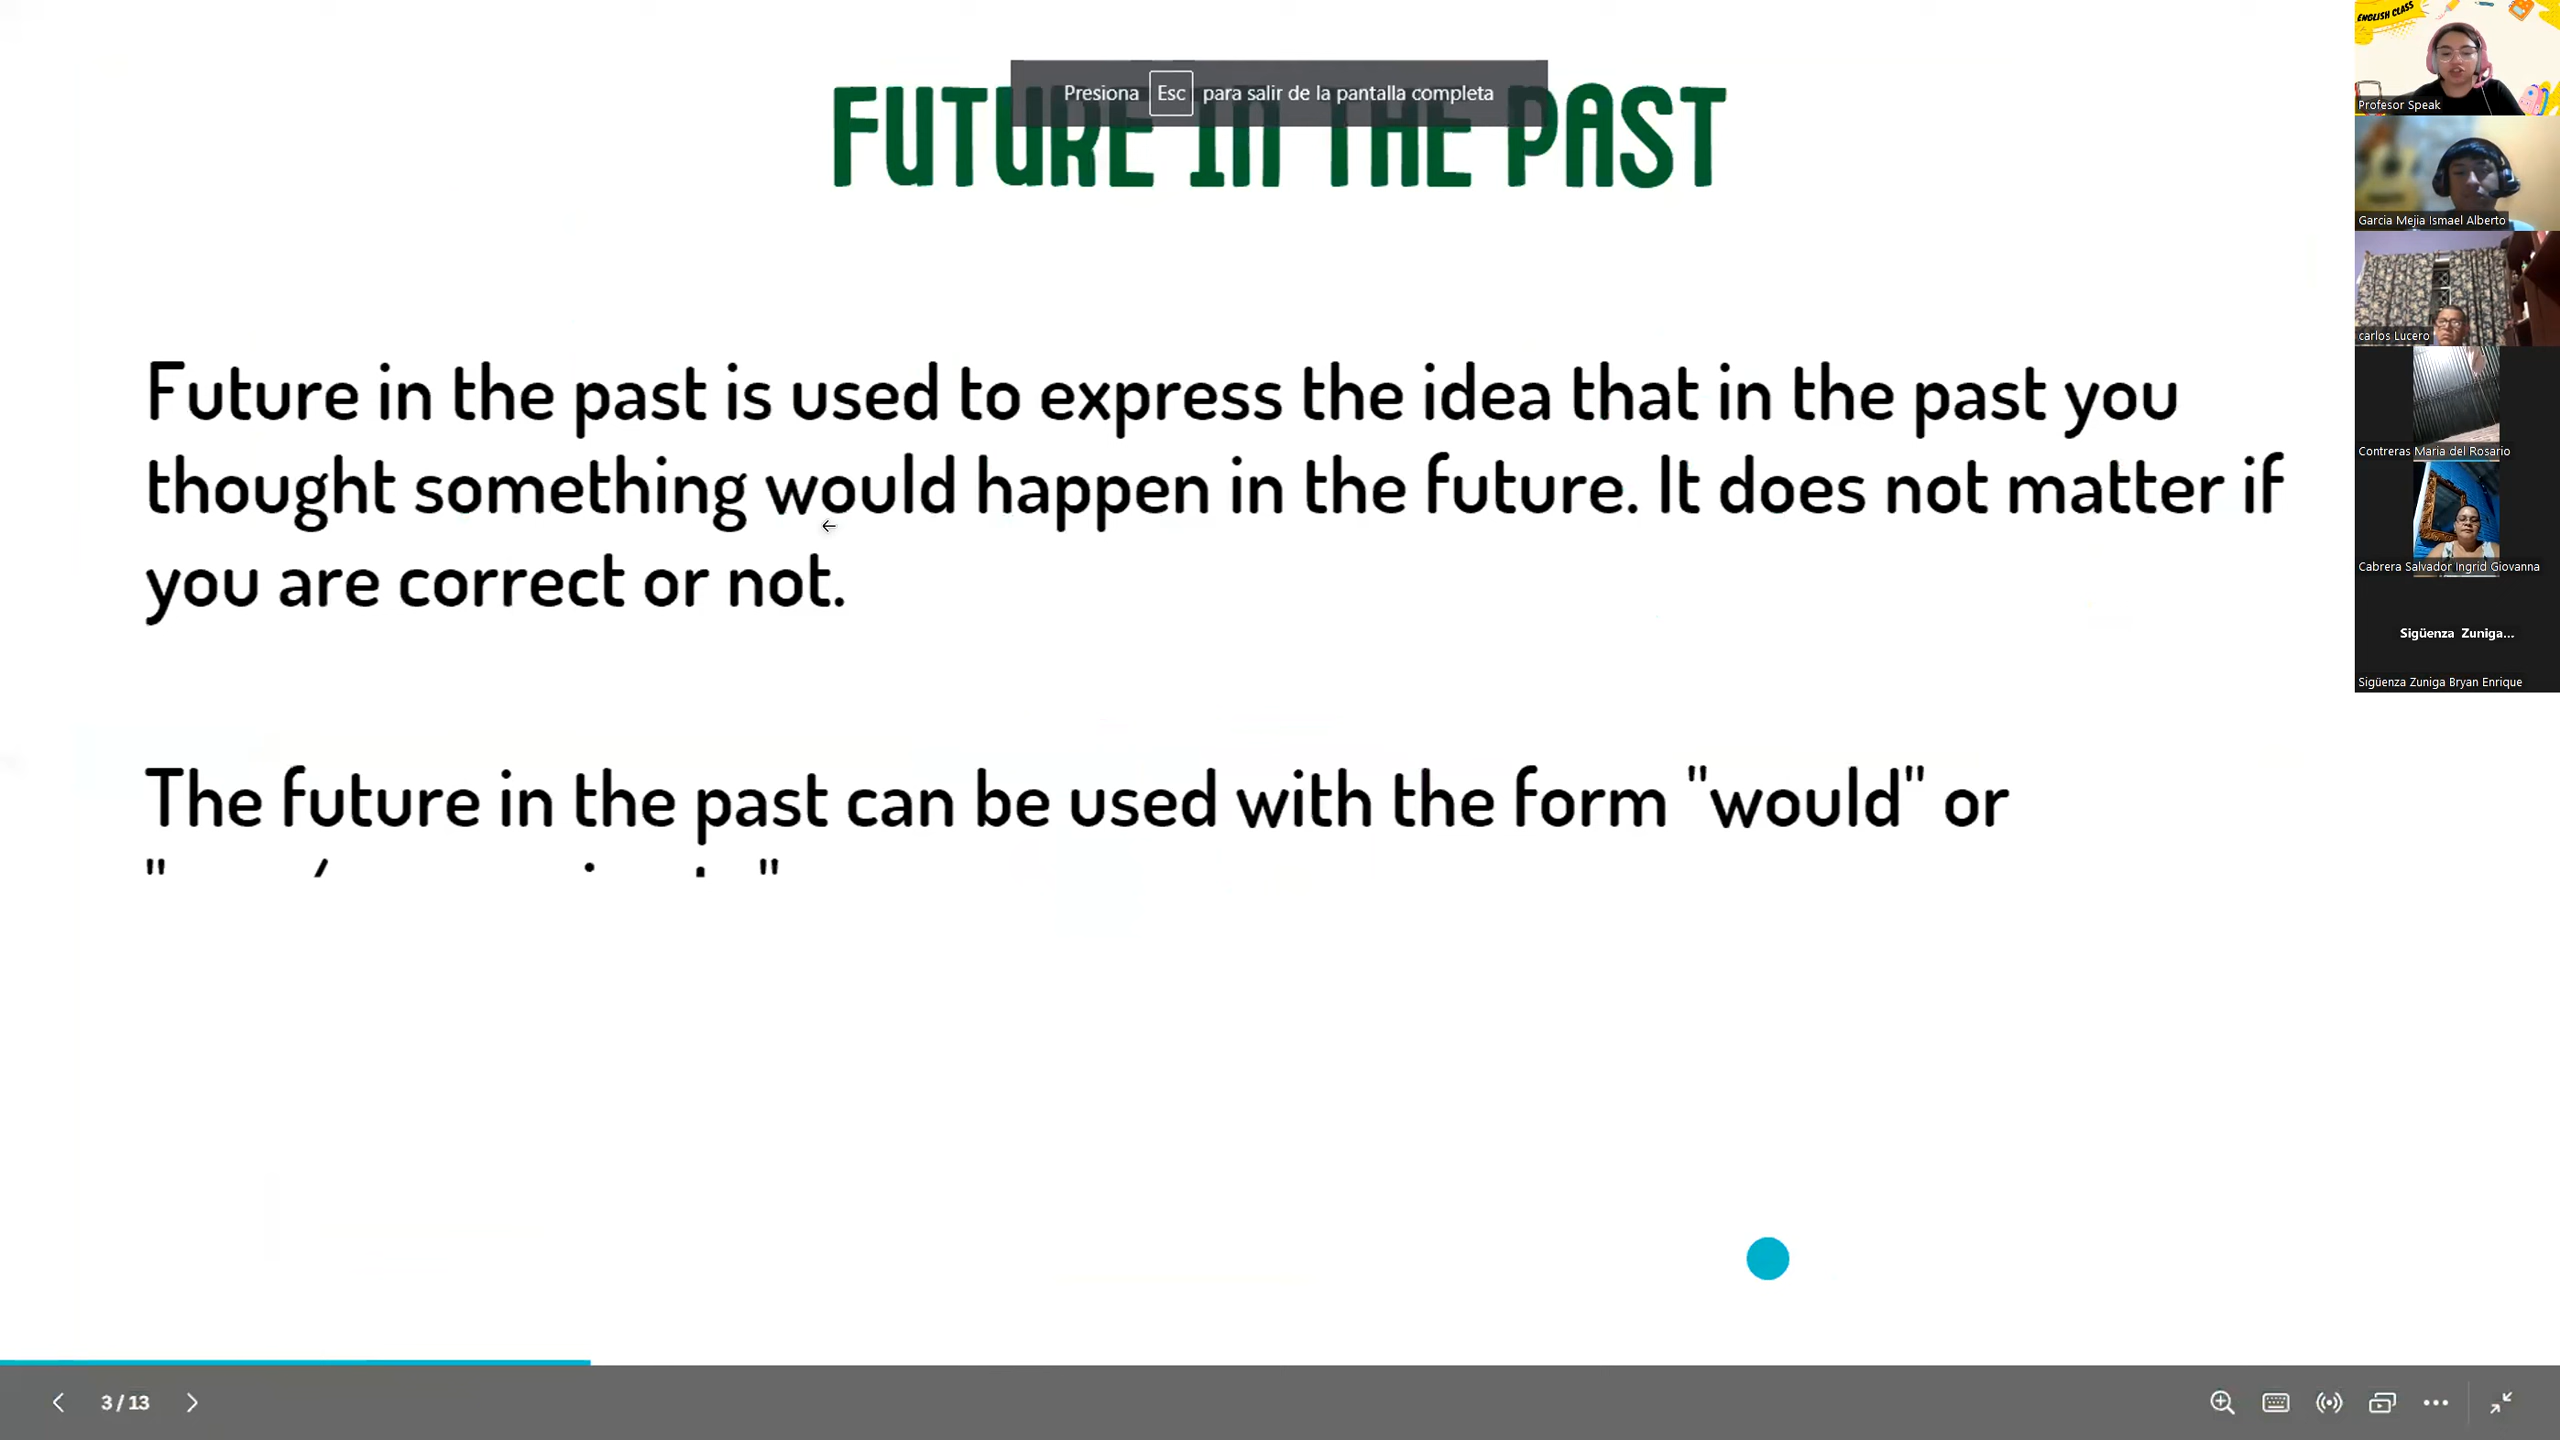 FUTURE IN THE PAST
Presiona Esc para salir de la pantalla completa
Future in the past is used to express the idea that in the past you
thought something would happen in the future. It does not matter if
you are correct or not.
The future in the past can be used with the form "would" or
ENGLISH CLASS
Profesor Speak
Garcia Mejia Ismael Alberto
carlos Lucero
Contreras Maria del Rosario
Cabrera Salvador Ingrid Giovanna
Sigüenza Zuniga...
Sigüenza Zuniga Bryan Enrique
3 / 13